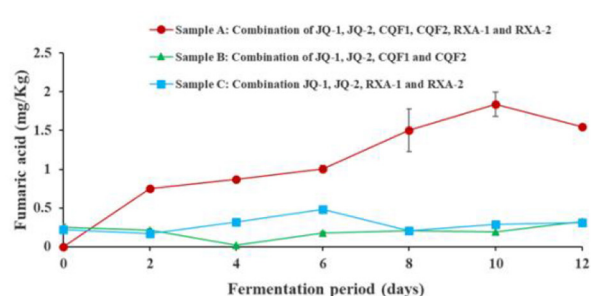 Sample A: Combination of JQ-1, JQ-2, CQF1, CQF2, RXA-1 and RXA-2
Sample B: Combination of JQ-1, JQ-2, CQF1 and CQF2
Sample C: Combination JQ-1, JQ-2, RXA-1 and RXA-2
Fumaric acid (mg/Kg)
2.5
2
1.5
1
0.5
0
0 2 4 6 8 10 12
Fermentation period (days)